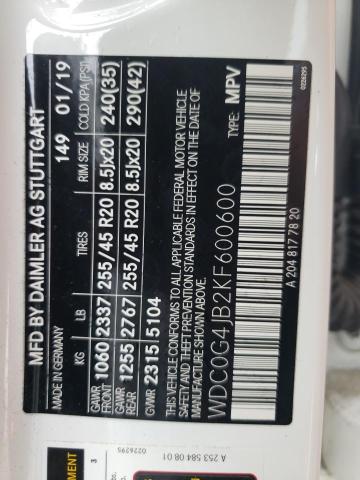 MFD BY DAIMLER AG STUTTGART
MADE IN GERMANY 149 01/19
KG LB TIRES RIM SIZE COLD KPA (PSI)
GAWR FRONT 1060 2337 255/45 R20 8.5Jx20 240(35)
GAWR REAR 1255 2767 255/45 R20 8.5Jx20 290(42)
GVWR 2315 5104
THIS VEHICLE CONFORMS TO ALL APPLICABLE FEDERAL MOTOR VEHICLE
SAFETY AND THEFT PREVENTION STANDARDS IN EFFECT ON THE DATE OF
MANUFACTURE SHOWN ABOVE.
WDC0G4JB2KF600600 TYPE: MPV
A 204 817 78 20
0226295
0226295
A 253 584 08 01
3